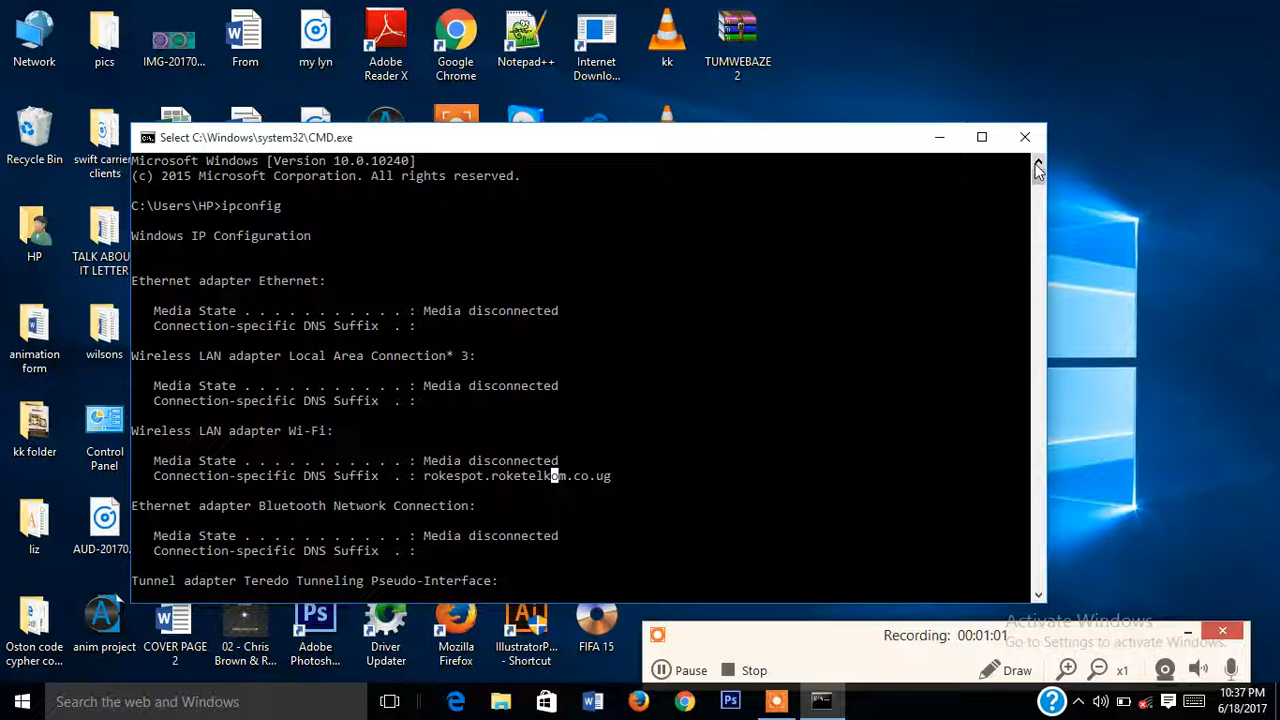 Network
pics
IMG-20170...
From
my lyn
Adobe
Reader X
Google
Chrome
Notepad++
Internet
Downlo...
kk
TUMWEBAZE
2
Recycle Bin
swift carrier
clients
HP
TALK ABOU
IT LETTER
animation
form
wilsons
kk folder
Control
Panel
liz
AUD-20170
Oston code
cypher co...
anim project
COVER PAGE
2
02 - Chris
Brown & R...
Adobe
Photosh...
Driver
Updater
Mozilla
Firefox
IllustratorP...
- Shortcut
FIFA 15
Select C:\Windows\system32\CMD.exe
Microsoft Windows [Version 10.0.10240]
(c) 2015 Microsoft Corporation. All rights reserved.
C:\Users\HP>ipconfig
Windows IP Configuration
Ethernet adapter Ethernet:
Media State . . . . . . . . . . . : Media disconnected
Connection-specific DNS Suffix  . :
Wireless LAN adapter Local Area Connection* 3:
Media State . . . . . . . . . . . : Media disconnected
Connection-specific DNS Suffix  . :
Wireless LAN adapter Wi-Fi:
Media State . . . . . . . . . . . : Media disconnected
Connection-specific DNS Suffix  . : rokespot.roketelkom.co.ug
Ethernet adapter Bluetooth Network Connection:
Media State . . . . . . . . . . . : Media disconnected
Connection-specific DNS Suffix  . :
Tunnel adapter Teredo Tunneling Pseudo-Interface:
Activate Windows
Go to Settings to activate Windows.
Recording: 00:01:01
Pause
Stop
Draw
x1
Search the web and Windows
10:37 PM
6/18/2017